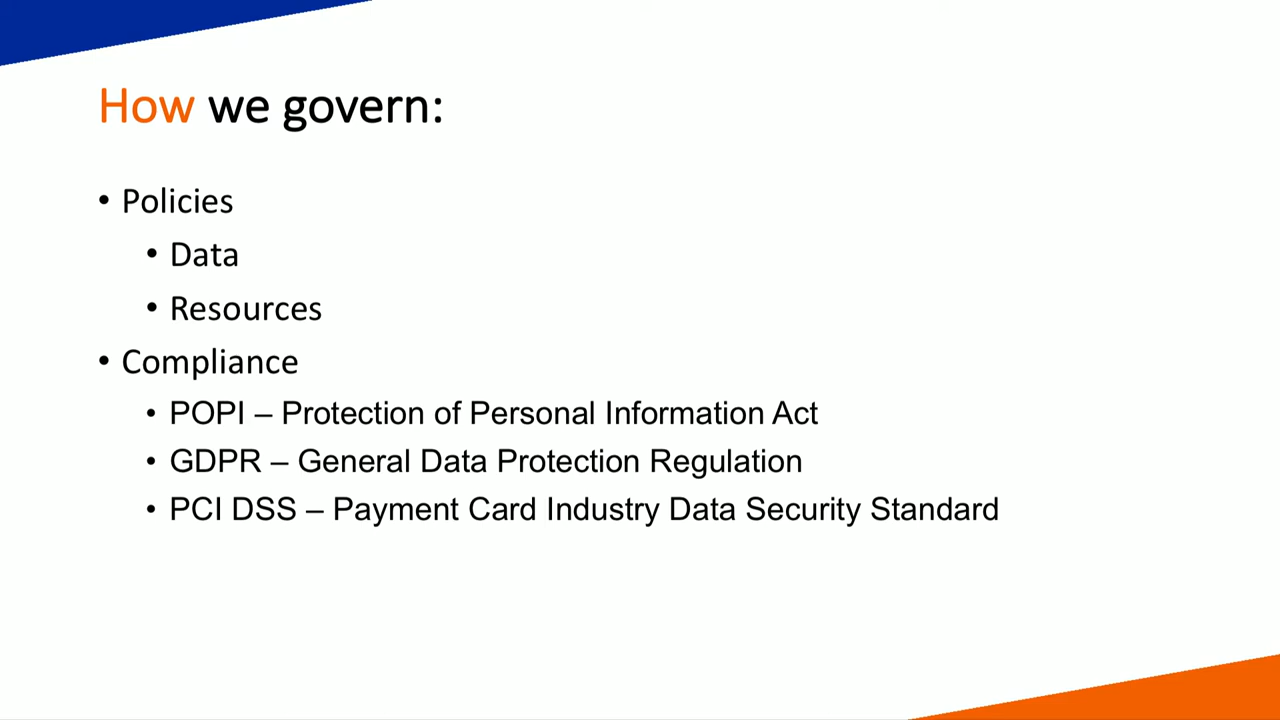 How we govern:
• Policies
• Data
• Resources
• Compliance
• POPI – Protection of Personal Information Act
• GDPR – General Data Protection Regulation
• PCI DSS – Payment Card Industry Data Security Standard